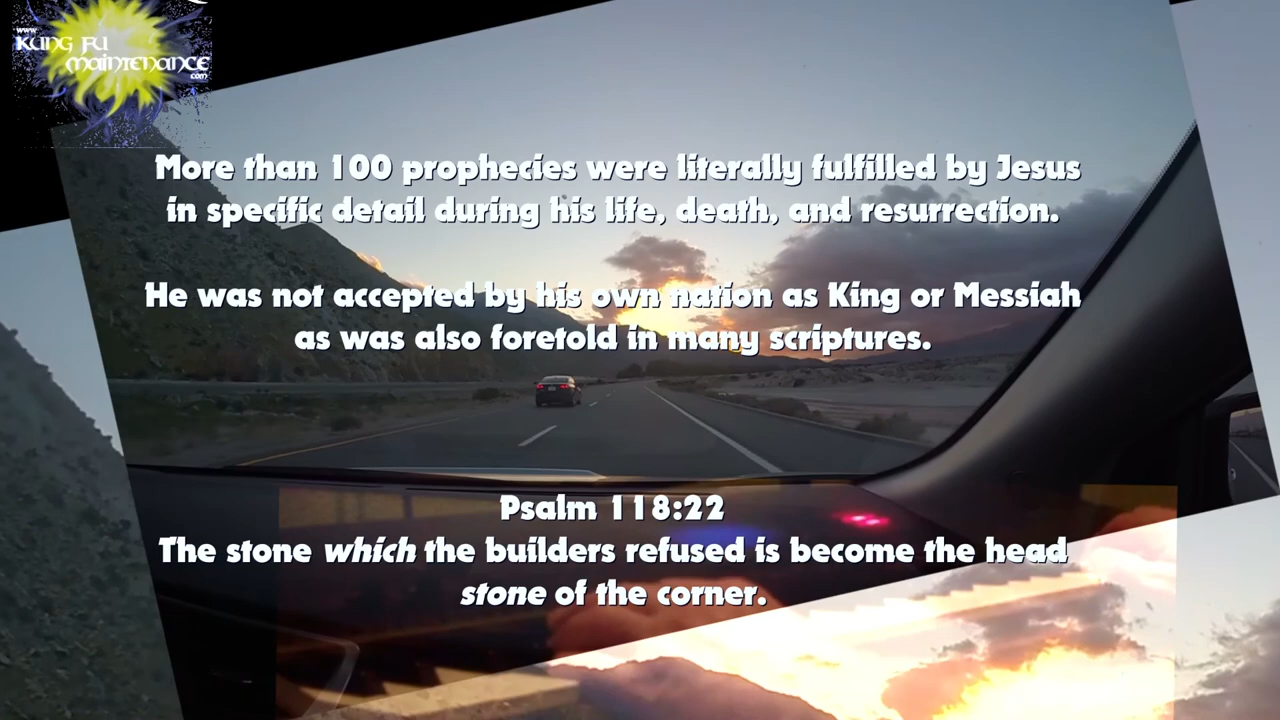 www
Kung Fu
Maintenance
.com
More than 100 prophecies were literally fulfilled by Jesus
in specific detail during his life, death, and resurrection.
He was not accepted by his own nation as King or Messiah
as was also foretold in many scriptures.
Psalm 118:22
The stone which the builders refused is become the head
stone of the corner.